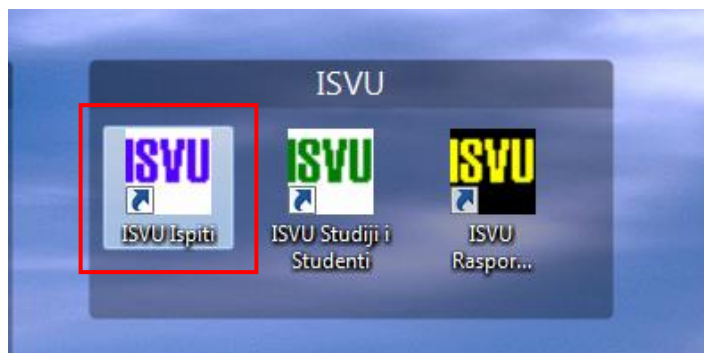 ISVU
ISVU
ISVU
ISVU
ISVU Ispiti
ISVU Studiji i
Studenti
ISVU
Raspor...